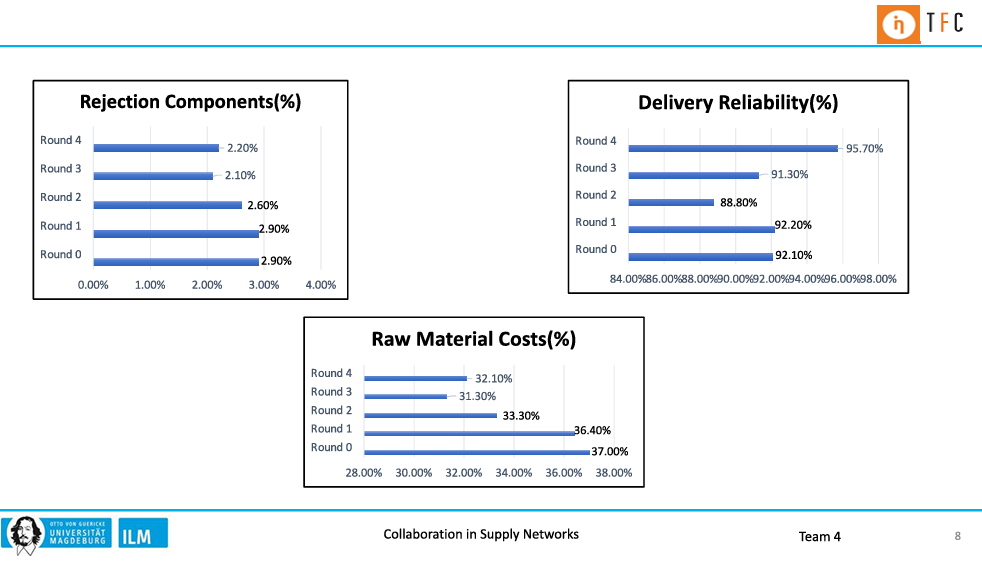 TFC
Rejection Components(%)
Round 4 2.20%
Round 3 2.10%
Round 2 2.60%
Round 1 2.90%
Round 0 2.90%
0.00% 1.00% 2.00% 3.00% 4.00%
Delivery Reliability(%)
Round 4 95.70%
Round 3 91.30%
Round 2 88.80%
Round 1 92.20%
Round 0 92.10%
84.00%86.00%88.00%90.00%92.00%94.00%96.00%98.00%
Raw Material Costs(%)
Round 4 32.10%
Round 3 31.30%
Round 2 33.30%
Round 1 36.40%
Round 0 37.00%
28.00% 30.00% 32.00% 34.00% 36.00% 38.00%
OTTO VON GUERICKE
UNIVERSITÄT
MAGDEBURG
ILM
Collaboration in Supply Networks
Team 4
8